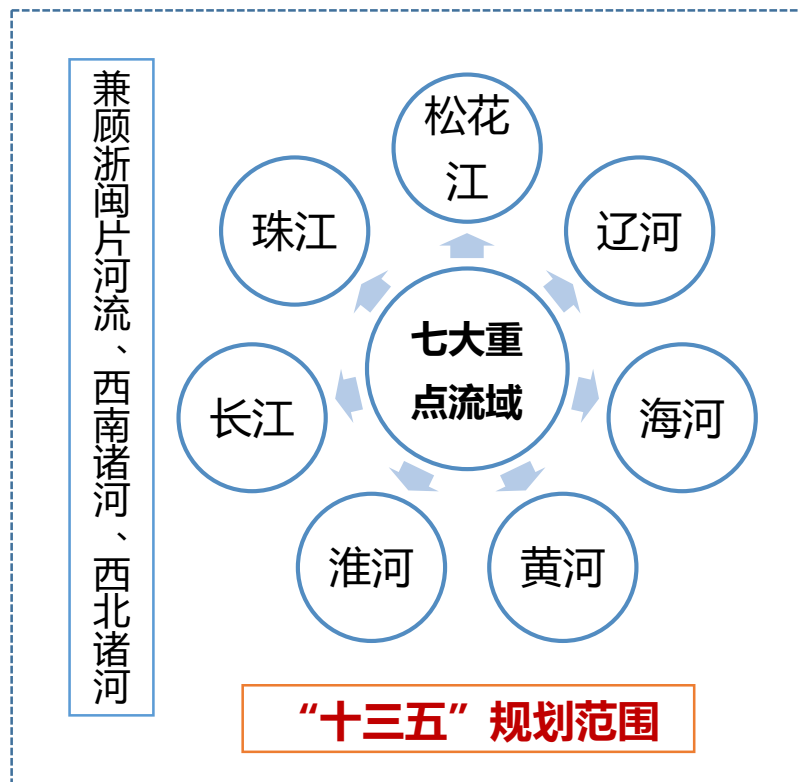 兼顾浙闽片河流、西南诸河、西北诸河
松花
江
辽河
海河
黄河
淮河
长江
珠江
七大重
点流域
“十三五”规划范围